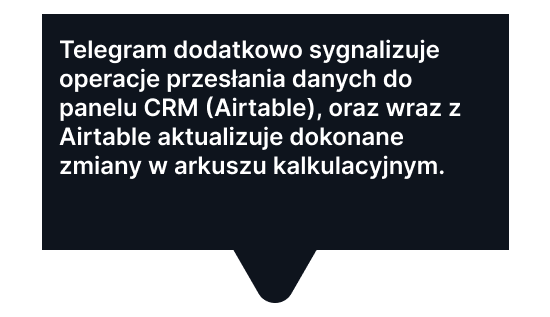 Telegram dodatkowo sygnalizuje
operacje przesłania danych do
panelu CRM (Airtable), oraz wraz z
Airtable aktualizuje dokonane
zmiany w arkuszu kalkulacyjnym.